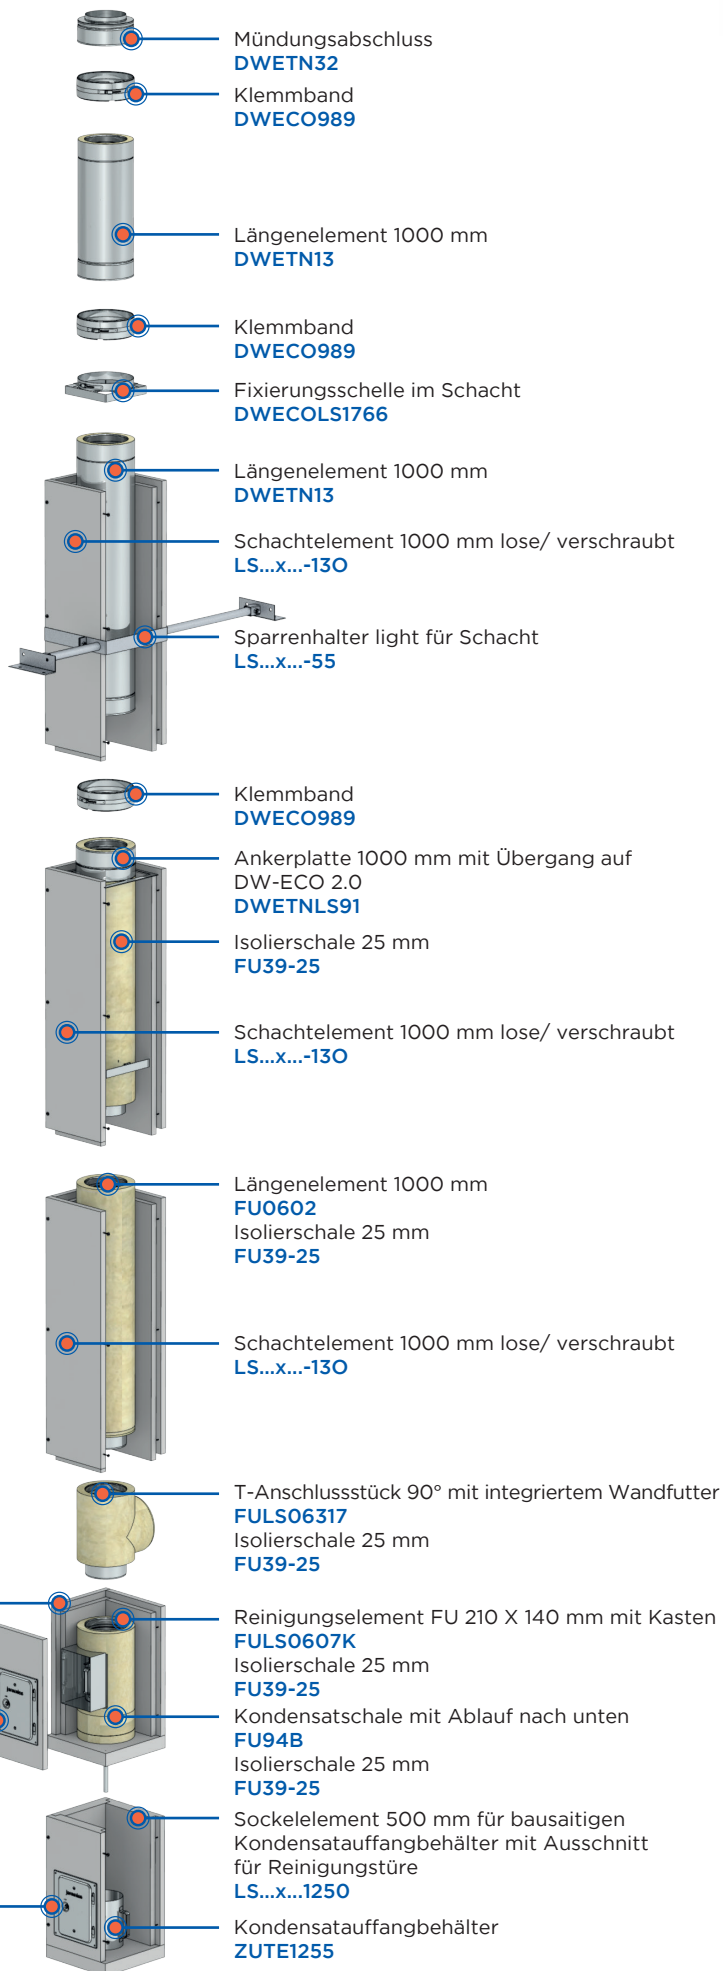 Mündungsabschluss
DWETN32
Klemmband
DWECO989
Längenelement 1000 mm
DWETN13
Klemmband
DWECO989
Fixierungsschelle im Schacht
DWECOLS1766
Längenelement 1000 mm
DWETN13
Schachtelement 1000 mm lose/ verschraubt
LS...x...-13O
Sparrenhalter light für Schacht
LS...x...-55
Klemmband
DWECO989
Ankerplatte 1000 mm mit Übergang auf
DW-ECO 2.0
DWETNLS91
Isolierschale 25 mm
FU39-25
Schachtelement 1000 mm lose/ verschraubt
LS...x...-13O
Längenelement 1000 mm
FU0602
Isolierschale 25 mm
FU39-25
Schachtelement 1000 mm lose/ verschraubt
LS...x...-13O
T-Anschlussstück 90° mit integriertem Wandfutter
FULS06317
Isolierschale 25 mm
FU39-25
Reinigungselement FU 210 X 140 mm mit Kasten
FULS0607K
Isolierschale 25 mm
FU39-25
Kondensatschale mit Ablauf nach unten
FU94B
Isolierschale 25 mm
FU39-25
Sockelelement 500 mm für bausaitigen
Kondensatauffangbehälter mit Ausschnitt
für Reinigungstüre
LS...x...1250
Kondensatauffangbehälter
ZUTE1255